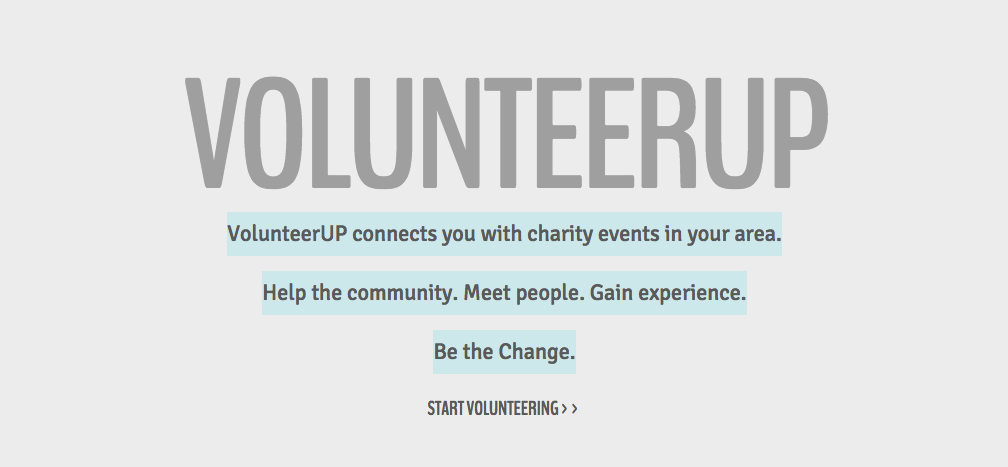 VOLUNTEERUP
VolunteerUP connects you with charity events in your area.
Help the community. Meet people. Gain experience.
Be the Change.
START VOLUNTEERING > >